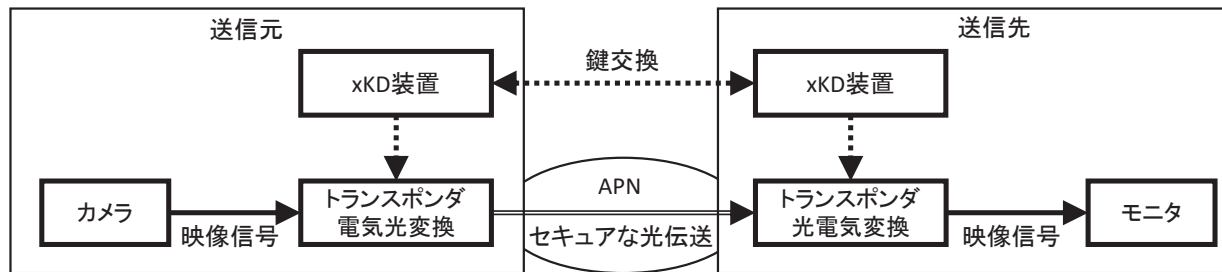 送信元
送信先
鍵交換
xKD装置
xKD装置
APN
カメラ
トランスポンダ
電気光変換
トランスポンダ
光電気変換
モニタ
映像信号
セキュアな光伝送
映像信号